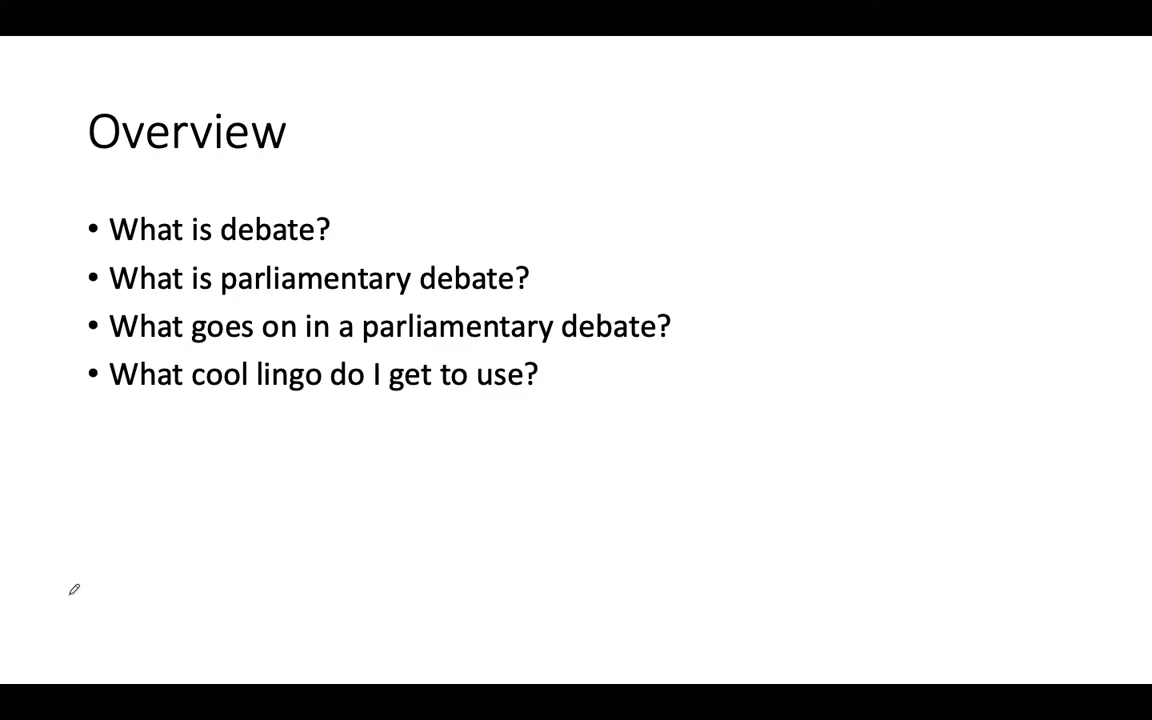 Overview
• What is debate?
• What is parliamentary debate?
• What goes on in a parliamentary debate?
• What cool lingo do I get to use?